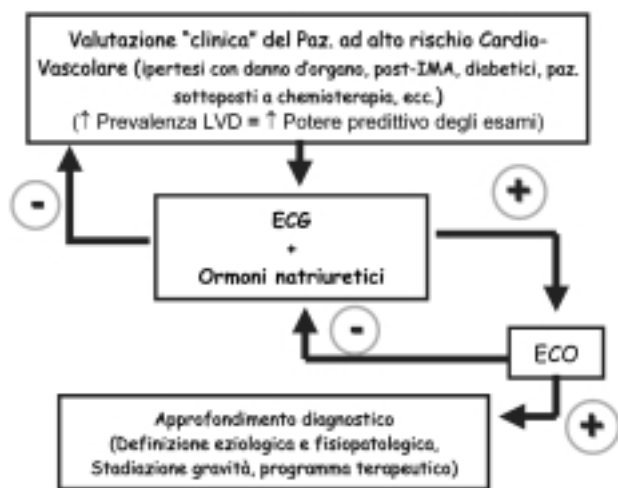 Valutazione "clinica" del Paz. ad alto rischio Cardio-
Vascolare (ipertesi con danno d'organo, post-IMA, diabetici, paz.
sottoposti a chemioterapia, ecc.)
(↑ Prevalenza LVD = ↑ Potere predittivo degli esami)
-
+
ECG
+
Ormoni natriuretici
-
ECO
+
Approfondimento diagnostico
(Definizione eziologica e fisiopatologica,
Stadiazione gravità, programma terapeutico)